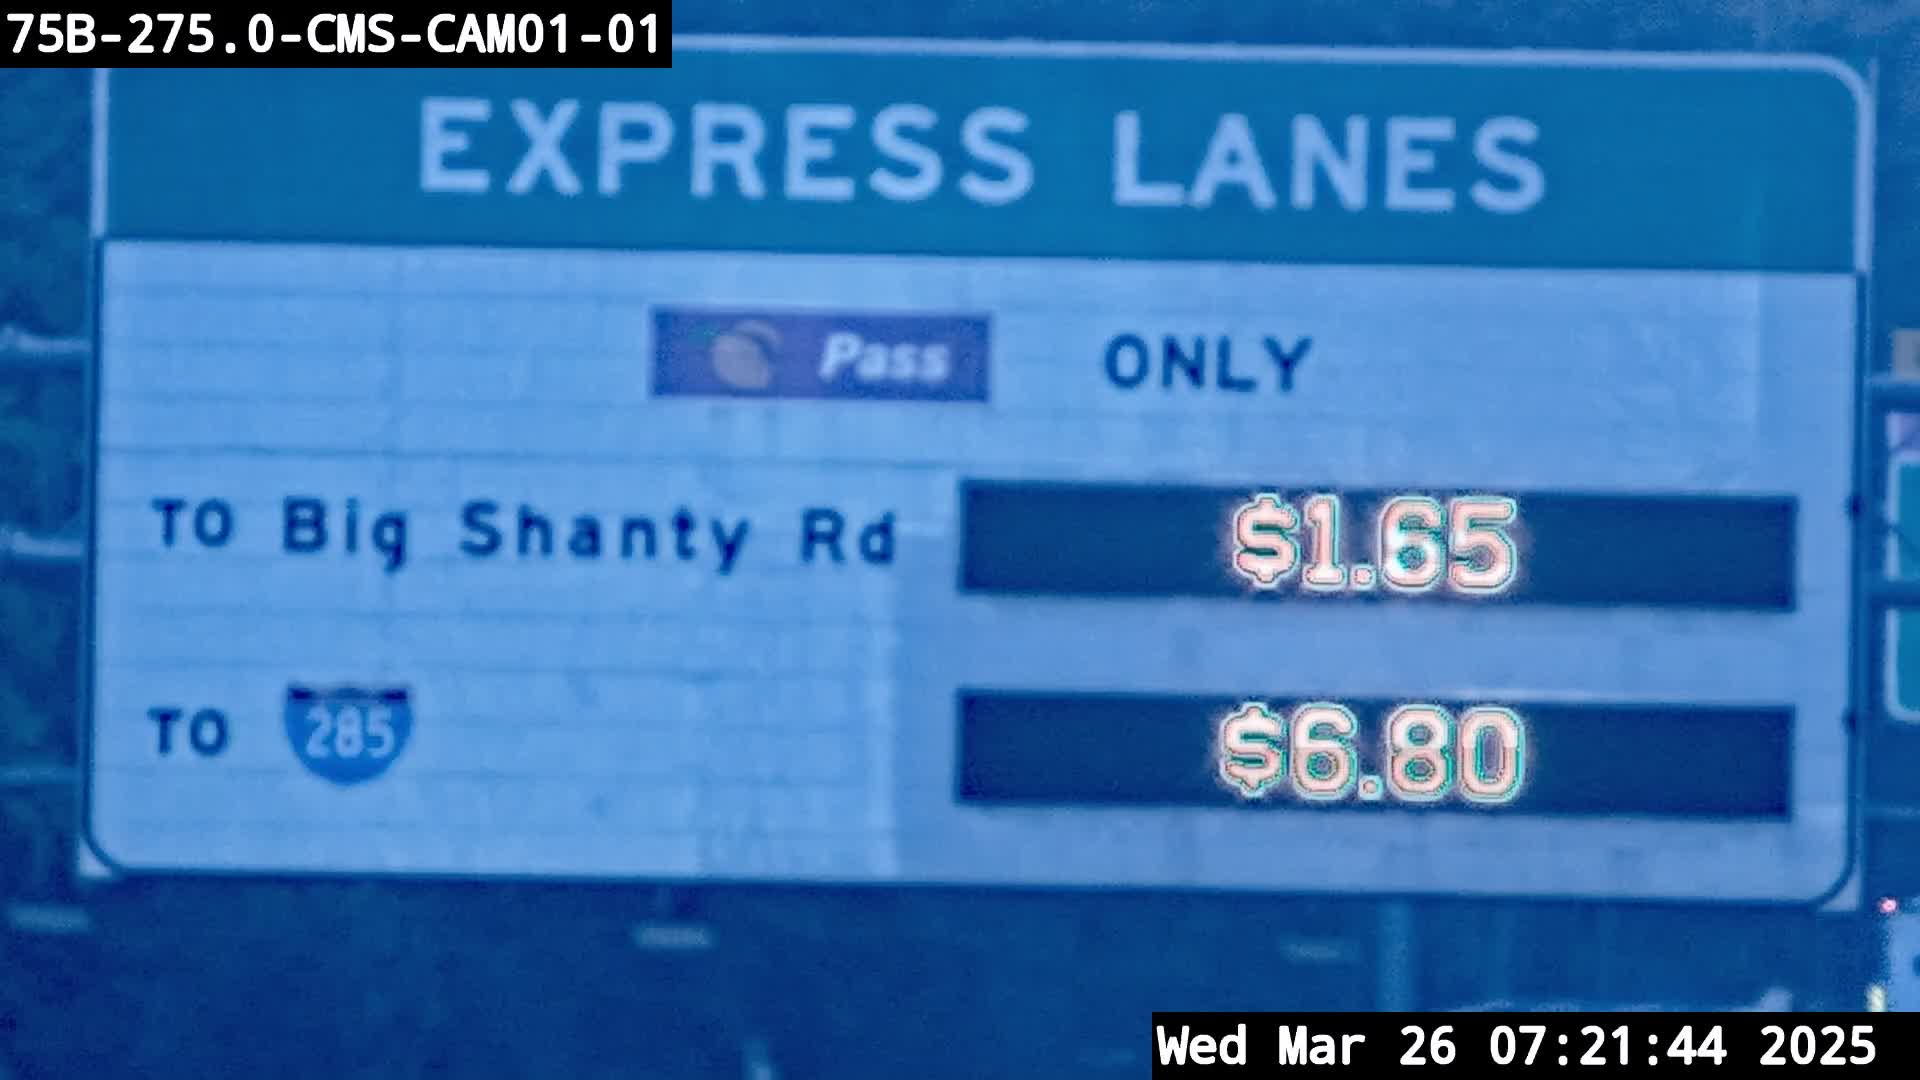 75B-275.0-CMS-CAM01-01
EXPRESS LANES
Pass ONLY
TO Big Shanty Rd $1.65
TO 285 $6.80
Wed Mar 26 07:21:44 2025